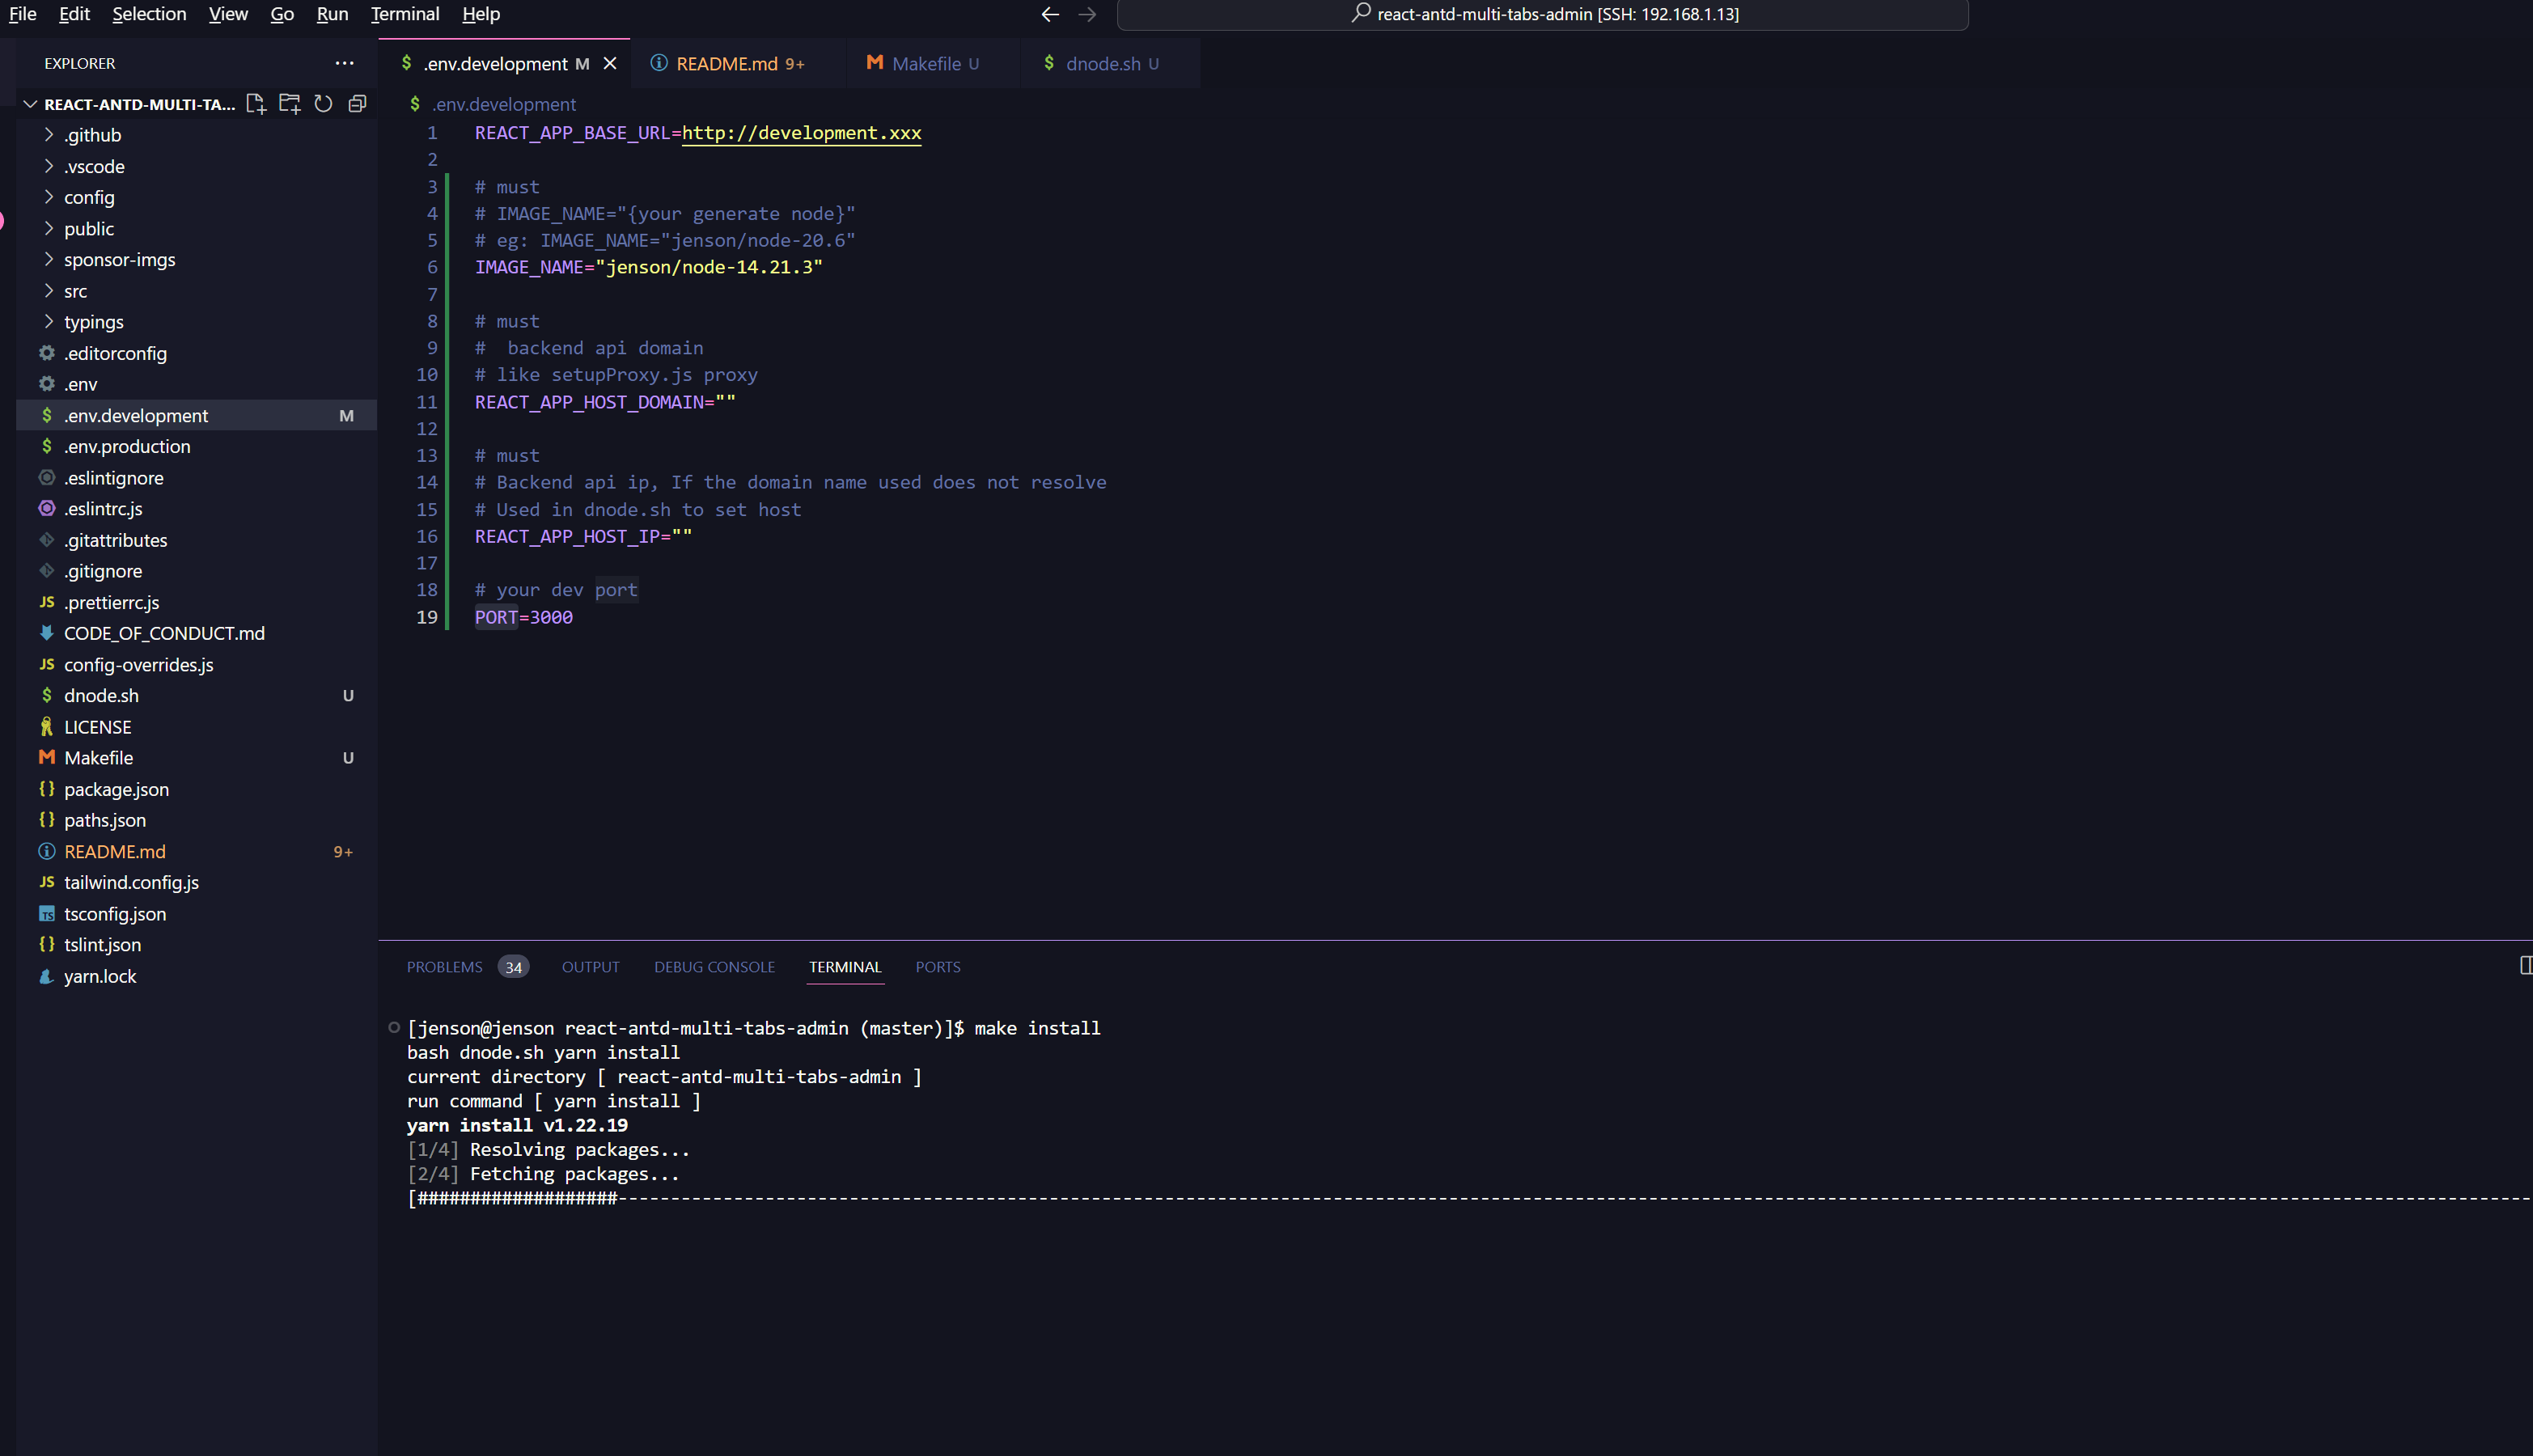 File Edit Selection View Go Run Terminal Help
react-antd-multi-tabs-admin [SSH: 192.168.1.13]
EXPLORER
REACT-ANTD-MULTI-TA...
.github
.vscode
config
public
sponsor-imgs
src
typings
.editorconfig
.env
$ .env.development M
$ .env.production
.eslintignore
.eslintrc.js
.gitattributes
.gitignore
JS .prettierrc.js
CODE_OF_CONDUCT.md
JS config-overrides.js
$ dnode.sh U
LICENSE
M Makefile U
{} package.json
{} paths.json
README.md 9+
JS tailwind.config.js
TS tsconfig.json
{} tslint.json
yarn.lock
$ .env.development M README.md 9+ M Makefile U $ dnode.sh U
$ .env.development
1 REACT_APP_BASE_URL=http://development.xxx
2
3 # must
4 # IMAGE_NAME="{your generate node}"
5 # eg: IMAGE_NAME="jenson/node-20.6"
6 IMAGE_NAME="jenson/node-14.21.3"
7
8 # must
9 #  backend api domain
10 # like setupProxy.js proxy
11 REACT_APP_HOST_DOMAIN=""
12
13 # must
14 # Backend api ip, If the domain name used does not resolve
15 # Used in dnode.sh to set host
16 REACT_APP_HOST_IP=""
17
18 # your dev port
19 PORT=3000
PROBLEMS 34 OUTPUT DEBUG CONSOLE TERMINAL PORTS
[jenson@jenson react-antd-multi-tabs-admin (master)]$ make install
bash dnode.sh yarn install
current directory [ react-antd-multi-tabs-admin ]
run command [ yarn install ]
yarn install v1.22.19
[1/4] Resolving packages...
[2/4] Fetching packages...
[###################--------------------------------------------------------------------------------